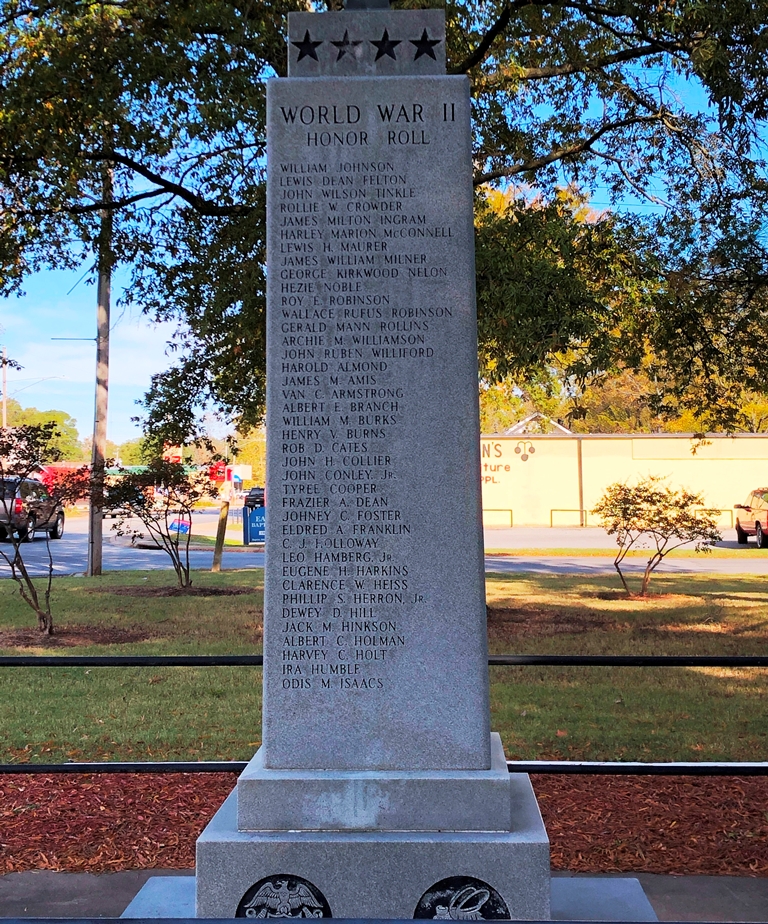 WORLD WAR II
HONOR ROLL
WILLIAM JOHNSON
LEWIS DEAN FELTON
JOHN WILSON TINKLE
ROLLIE W. CROWDER
JAMES MILTON INGRAM
HARLEY MARION McCONNELL
LEWIS H. MAURER
JAMES WILLIAM MILNER
GEORGE KIRKWOOD NELON
HEZIE NOBLE
ROY E. ROBINSON
WALLACE RUFUS ROBINSON
GERALD MANN ROLLINS
ARCHIE M. WILLIAMSON
JOHN RUBEN WILLIFORD
HAROLD ALMOND
JAMES M. AMIS
VAN C. ARMSTRONG
ALBERT E. BRANCH
WILLIAM M. BURKS
HENRY V. BURNS
ROB D. CATES
JOHN H. COLLIER
JOHN CONLEY JR.
TYREE COOPER
FRAZIER A. DEAN
JOHNEY C. FOSTER
ELDRED A. FRANKLIN
C. J. HOLLOWAY
LEO HAMBERG, JR.
EUGENE H. HARKINS
CLARENCE W. HEISS
PHILLIP S. HERRON, JR.
DEWEY D. HILL
JACK M. HINKSON
ALBERT C. HOLMAN
HARVEY C. HOLT
IRA HUMBLE
ODIS M. ISAACS